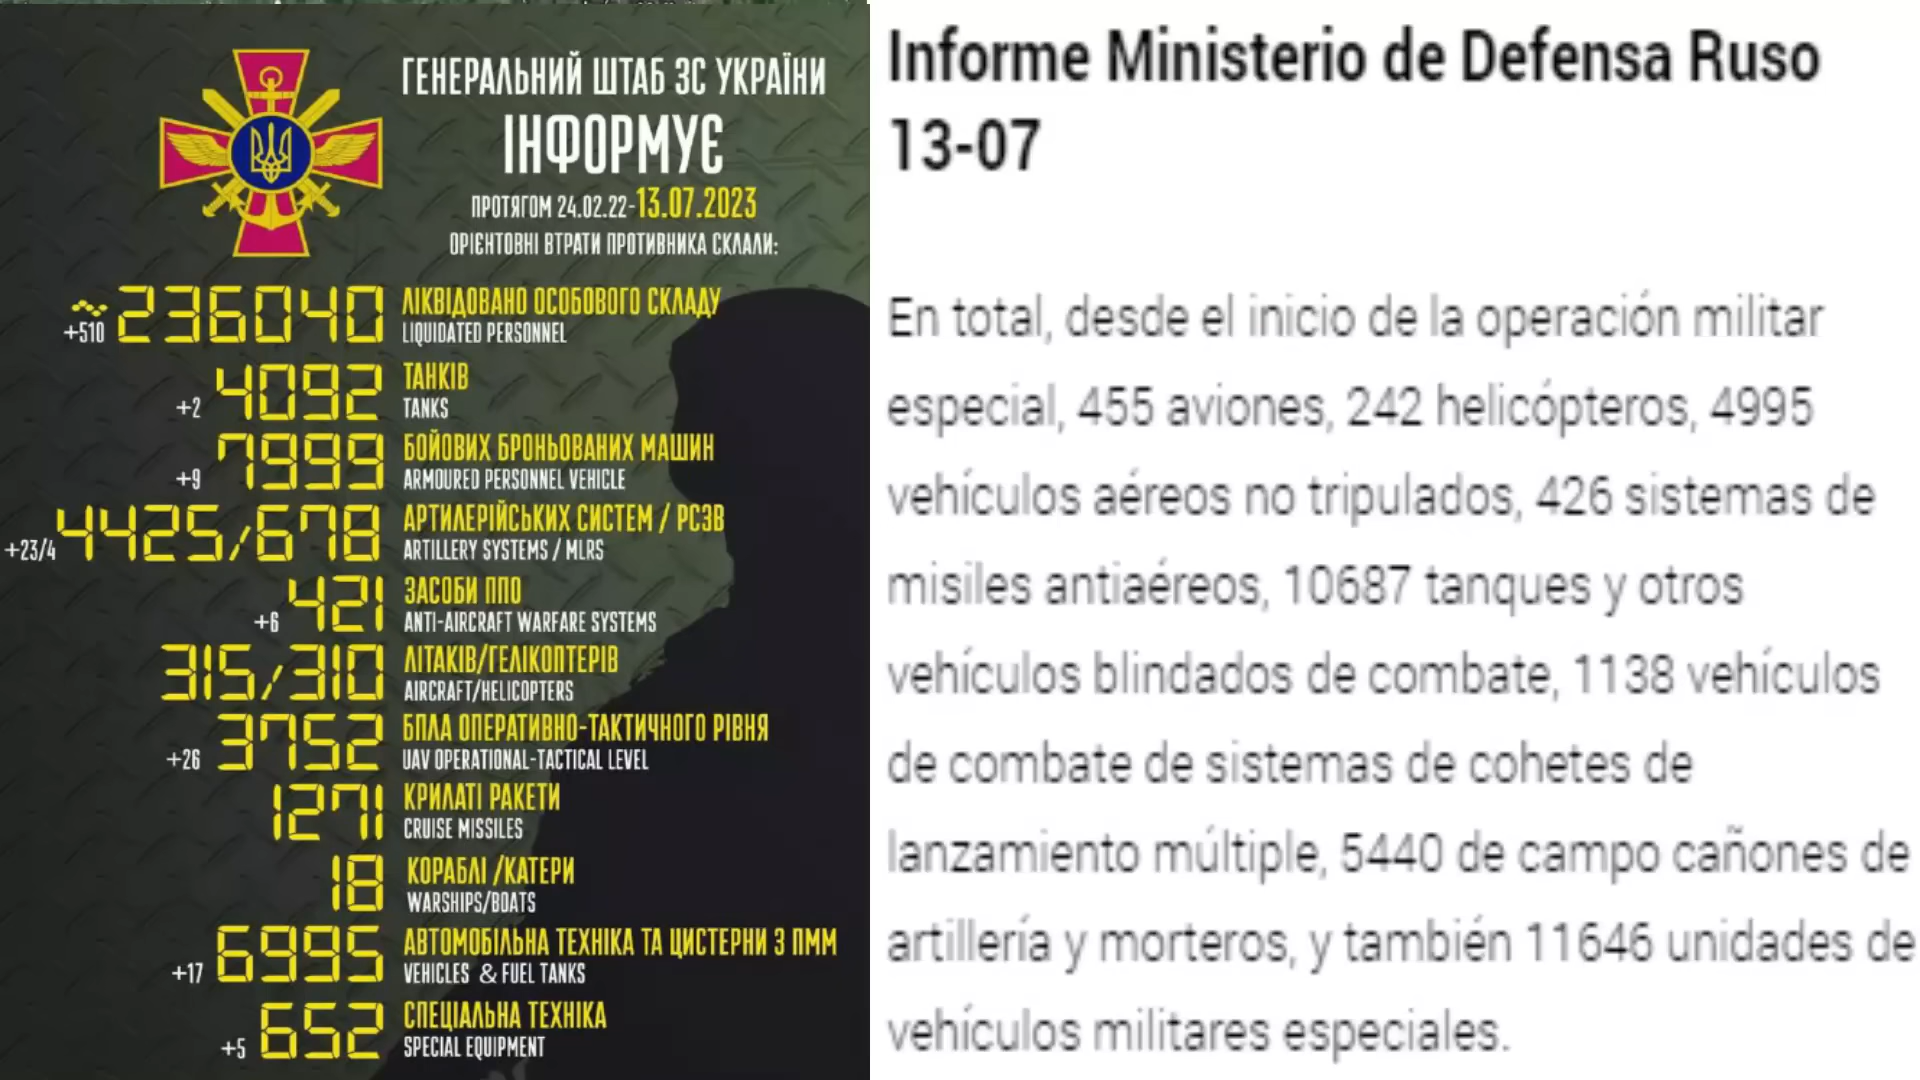 ГЕНЕРАЛЬНИЙ ШТАБ ЗС УКРАЇНИ
ІНФОРМУЄ
ПРОТЯГОМ 24.02.22-13.07.2023
ОРІЄНТОВНІ ВТРАТИ ПРОТИВНИКА СКЛАЛИ:
+510 ≈236040 ЛІКВІДОВАНО ОСОБОВОГО СКЛАДУ
LIQUIDATED PERSONNEL
+2 4092 ТАНКІВ
TANKS
+9 7999 БОЙОВИХ БРОНЬОВАНИХ МАШИН
ARMOURED PERSONNEL VEHICLE
+23/4 4425/678 АРТИЛЕРІЙСЬКИХ СИСТЕМ / РСЗВ
ARTILLERY SYSTEMS / MLRS
+6 421 ЗАСОБИ ППО
ANTI-AIRCRAFT WARFARE SYSTEMS
315/310 ЛІТАКІВ/ГЕЛІКОПТЕРІВ
AIRCRAFT/HELICOPTERS
+26 3752 БПЛА ОПЕРАТИВНО-ТАКТИЧНОГО РІВНЯ
UAV OPERATIONAL-TACTICAL LEVEL
1271 КРИЛАТІ РАКЕТИ
CRUISE MISSILES
18 КОРАБЛІ /КАТЕРИ
WARSHIPS/BOATS
+17 6995 АВТОМОБІЛЬНА ТЕХНІКА ТА ЦИСТЕРНИ З ПММ
VEHICLES & FUEL TANKS
+5 652 СПЕЦІАЛЬНА ТЕХНІКА
SPECIAL EQUIPMENT
Informe Ministerio de Defensa Ruso
13-07
En total, desde el inicio de la operación militar
especial, 455 aviones, 242 helicópteros, 4995
vehículos aéreos no tripulados, 426 sistemas de
misiles antiaéreos, 10687 tanques y otros
vehículos blindados de combate, 1138 vehículos
de combate de sistemas de cohetes de
lanzamiento múltiple, 5440 de campo cañones de
artillería y morteros, y también 11646 unidades de
vehículos militares especiales.